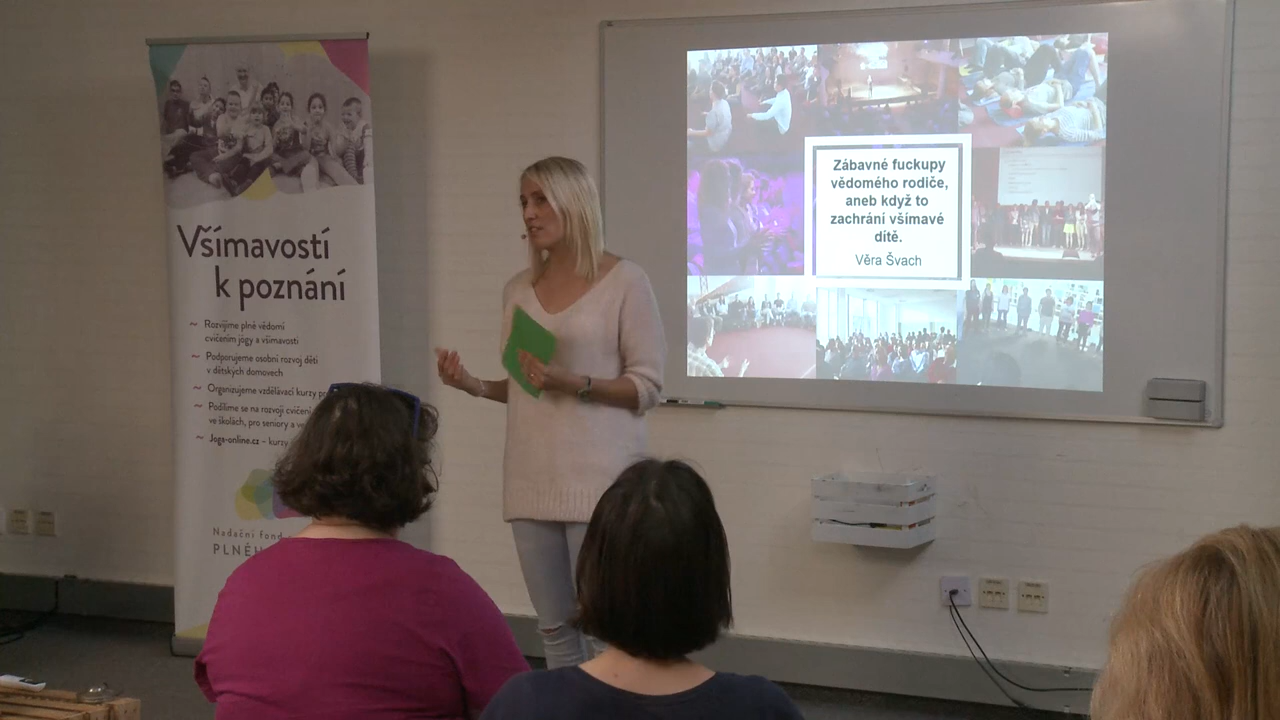 Všímavostí
k poznání
~ Rozvíjíme plné vědomí
cvičením jógy a všímavosti
~ Podporujeme osobní rozvoj dětí
v dětských domovech
~ Organizujeme vzdělávací kurzy
~ Podílíme se na rozvoji cvičení
ve školách, pro seniory a
~ Joga-online.cz – kurzy
Nadační fond
PLNÉH
Zábavné fuckupy
vědomého rodiče,
aneb když to
zachrání všímavé
dítě.
Věra Švach